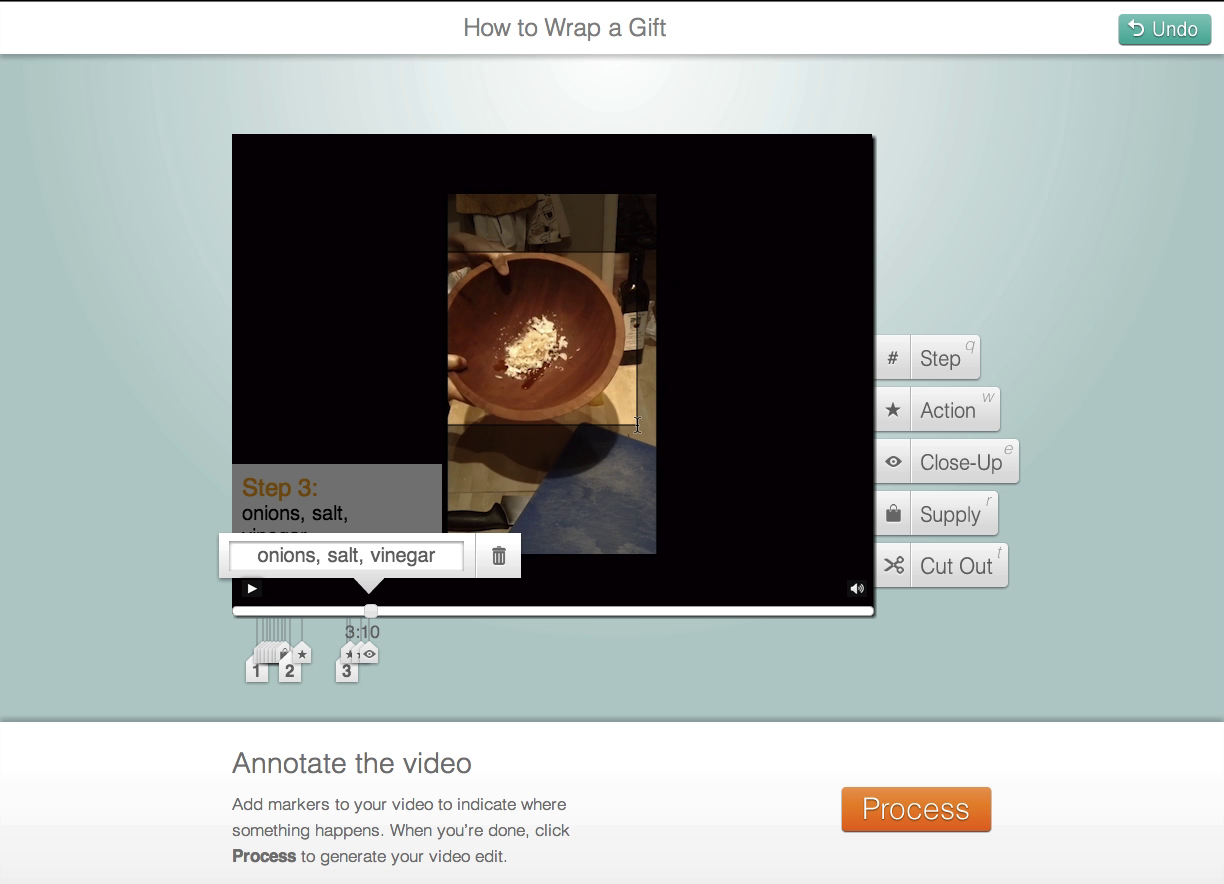 How to Wrap a Gift
Undo
# Step q
Action w
Close-Up e
Supply r
Cut Out t
Step 3:
onions, salt,
vinegar
onions, salt, vinegar
3:10
1 2 3
Annotate the video
Add markers to your video to indicate where
something happens. When you're done, click
Process to generate your video edit.
Process